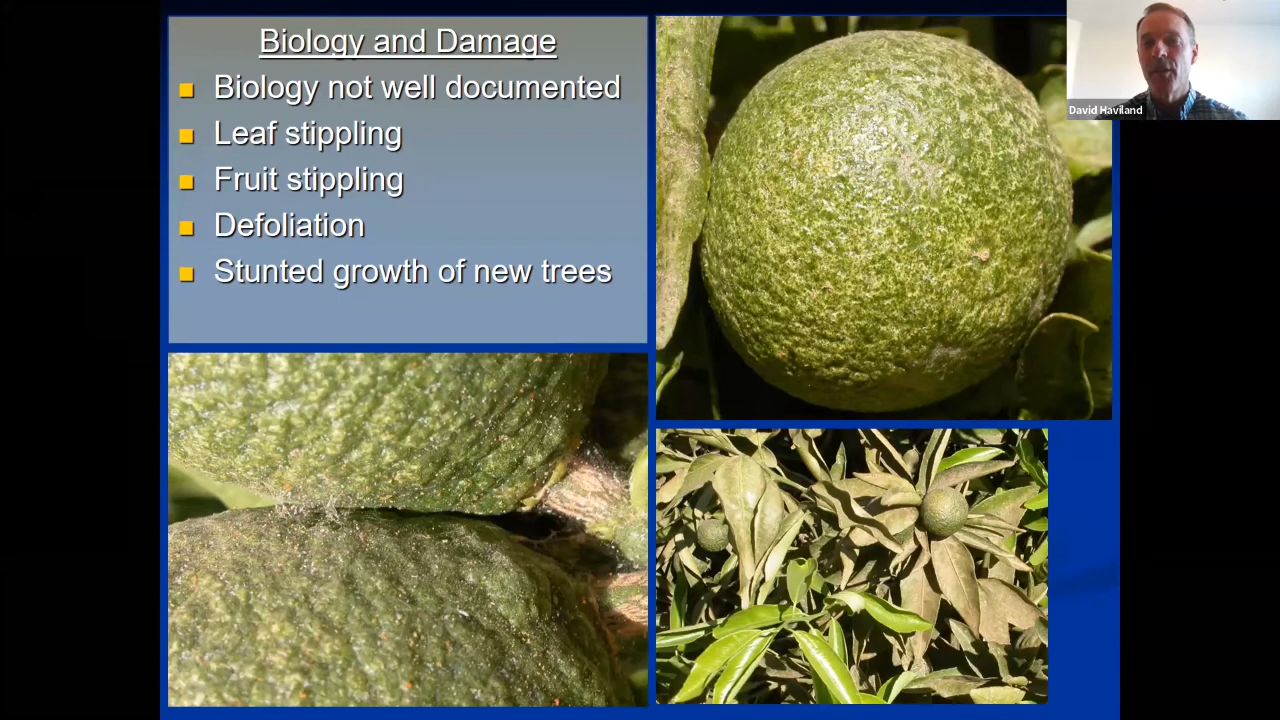 Biology and Damage
Biology not well documented
Leaf stippling
Fruit stippling
Defoliation
Stunted growth of new trees
David Haviland